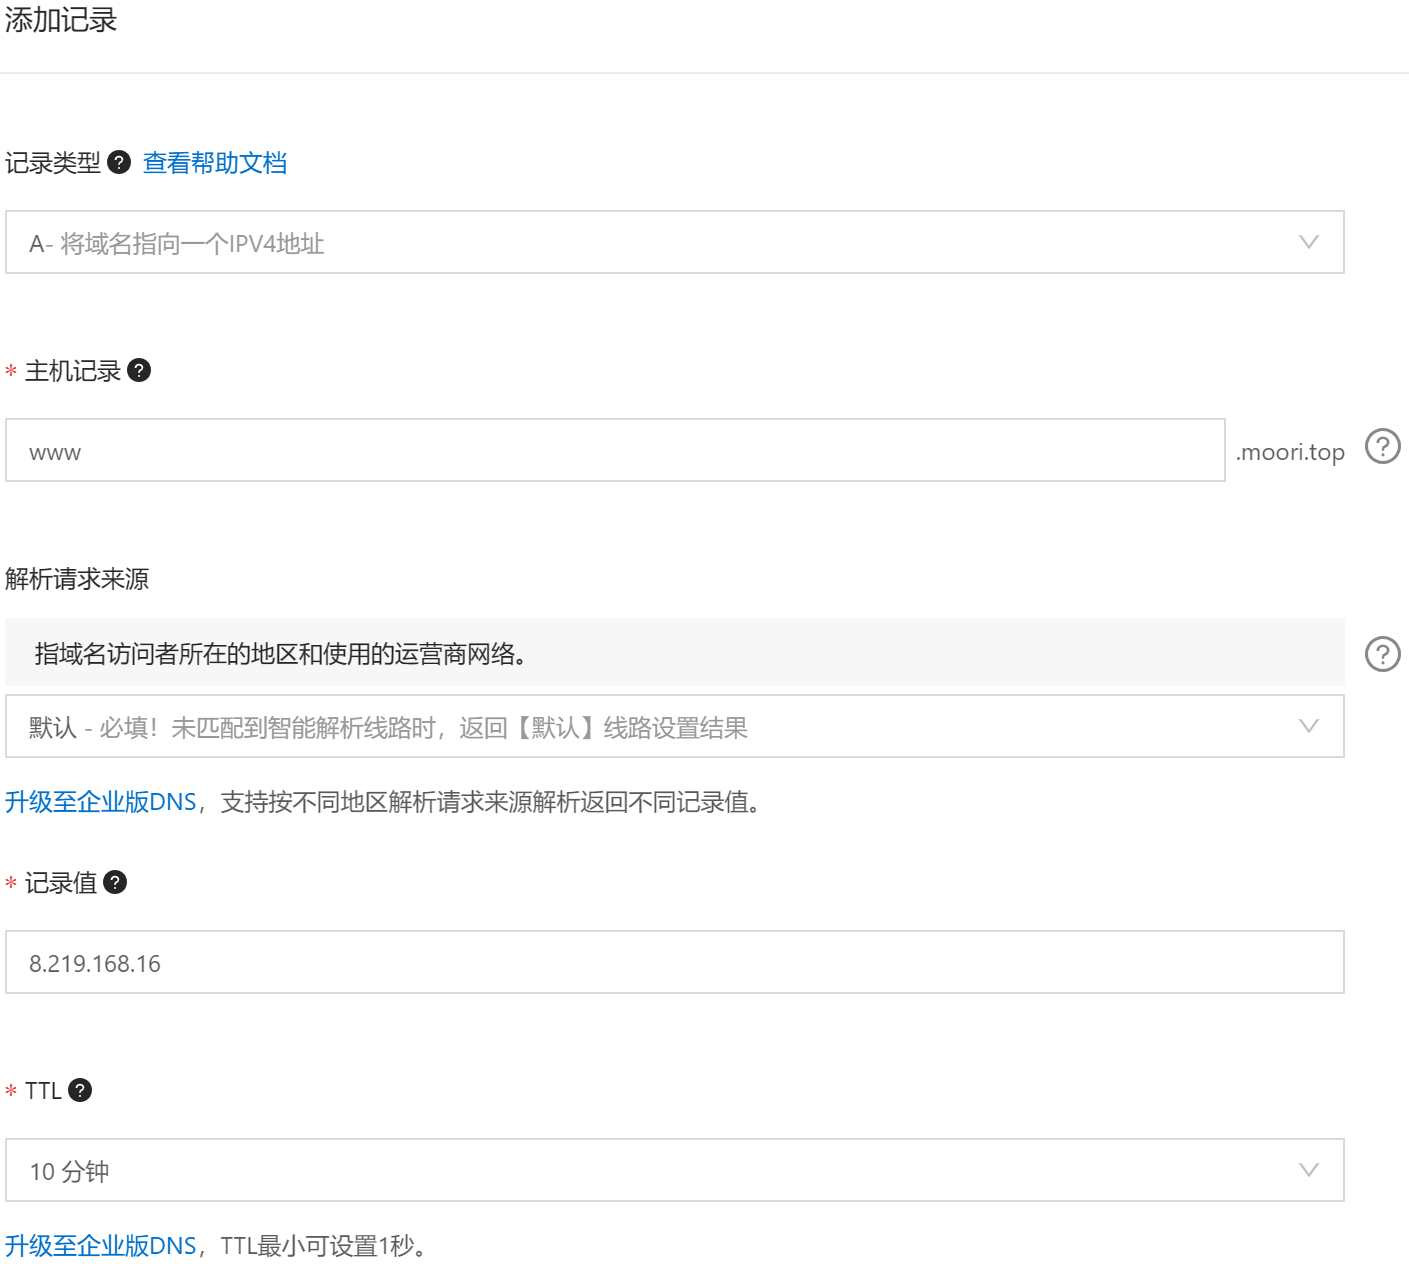 添加记录
记录类型 ? 查看帮助文档
A- 将域名指向一个IPV4地址
* 主机记录 ?
www .moori.top ?
解析请求来源
指域名访问者所在的地区和使用的运营商网络。 ?
默认 - 必填！未匹配到智能解析线路时，返回【默认】线路设置结果
升级至企业版DNS，支持按不同地区解析请求来源解析返回不同记录值。
* 记录值 ?
8.219.168.16
* TTL ?
10 分钟
升级至企业版DNS，TTL最小可设置1秒。